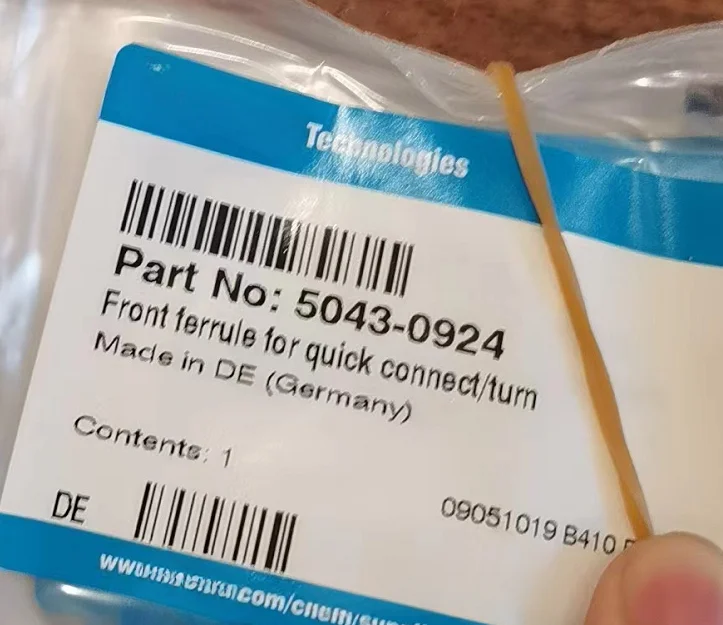 Technologies
Part No: 5043-0924
Front ferrule for quick connect/turn
Made in DE (Germany)
Contents: 1
DE
09051019 B410